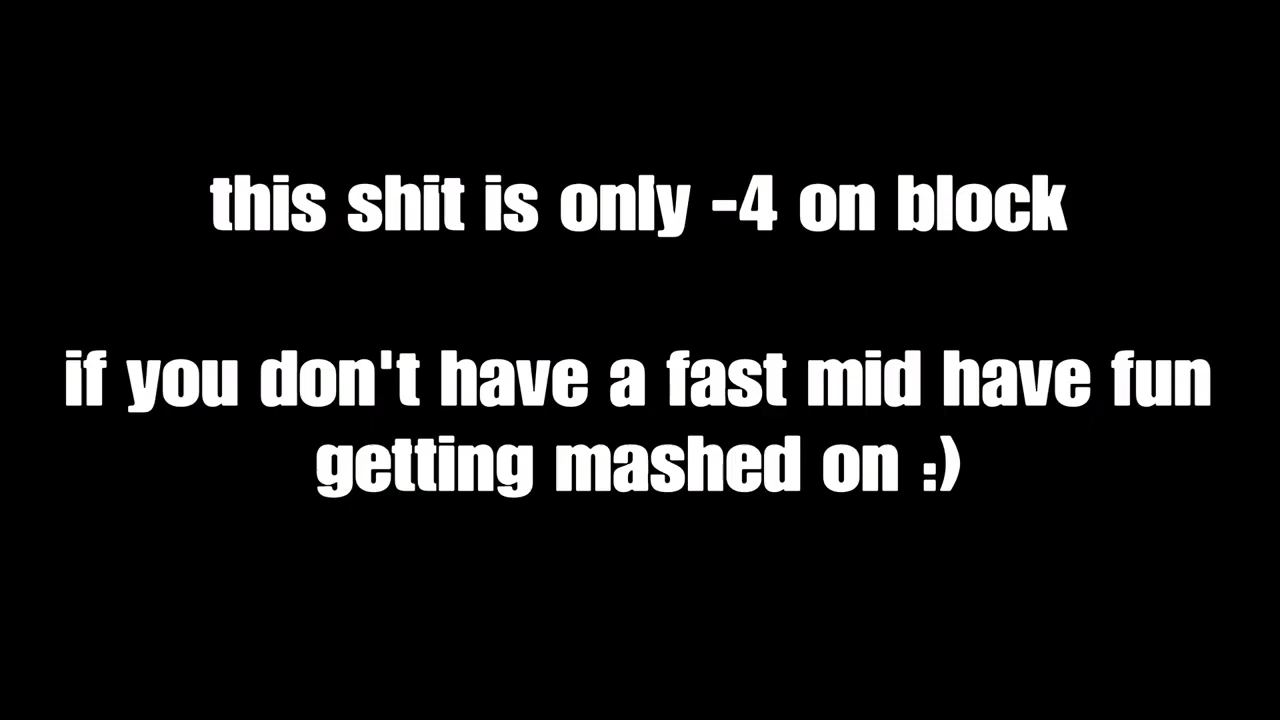 this shit is only -4 on block
if you don't have a fast mid have fun
getting mashed on :)